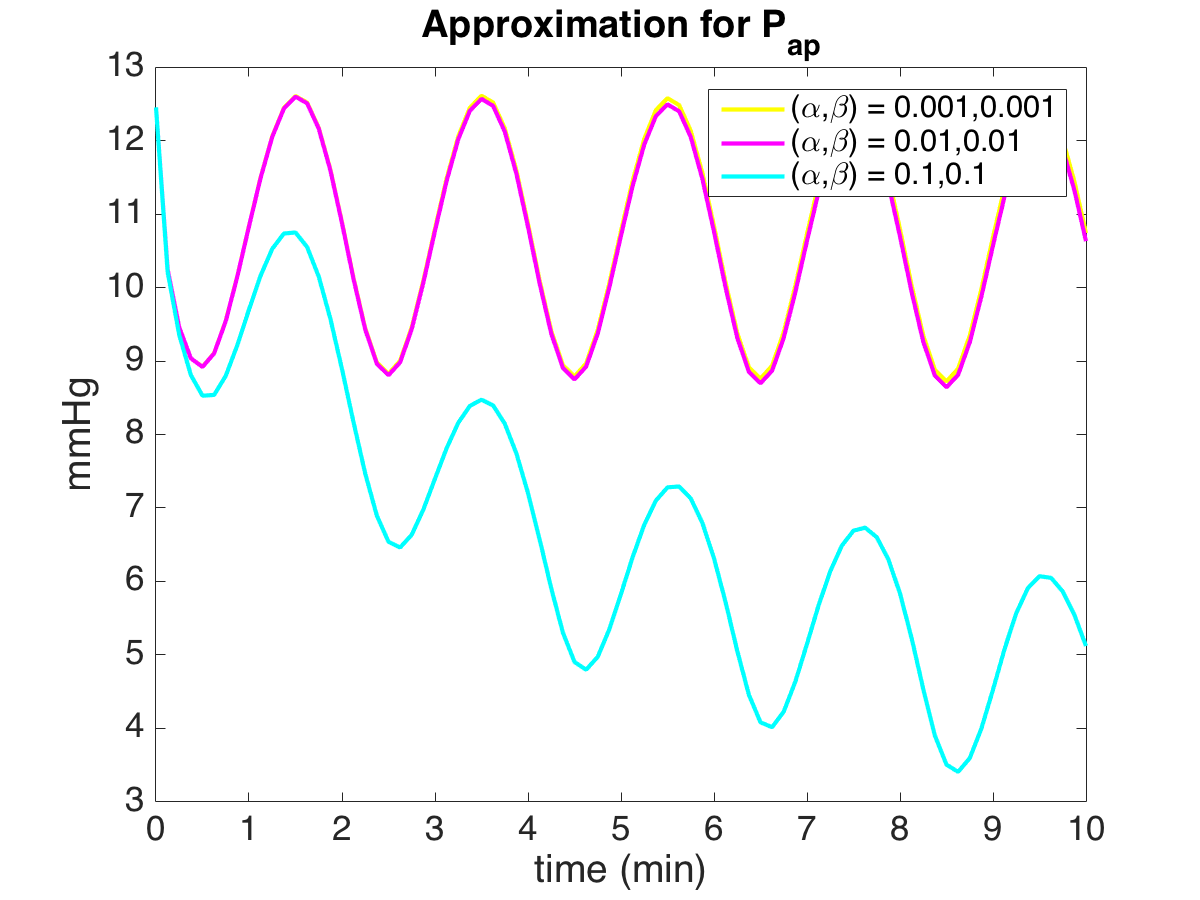 Approximation for P_ap
13
12
11
10
9
8
7
6
5
4
3
mmHg
(α,β) = 0.001,0.001
(α,β) = 0.01,0.01
(α,β) = 0.1,0.1
0 1 2 3 4 5 6 7 8 9 10
time (min)